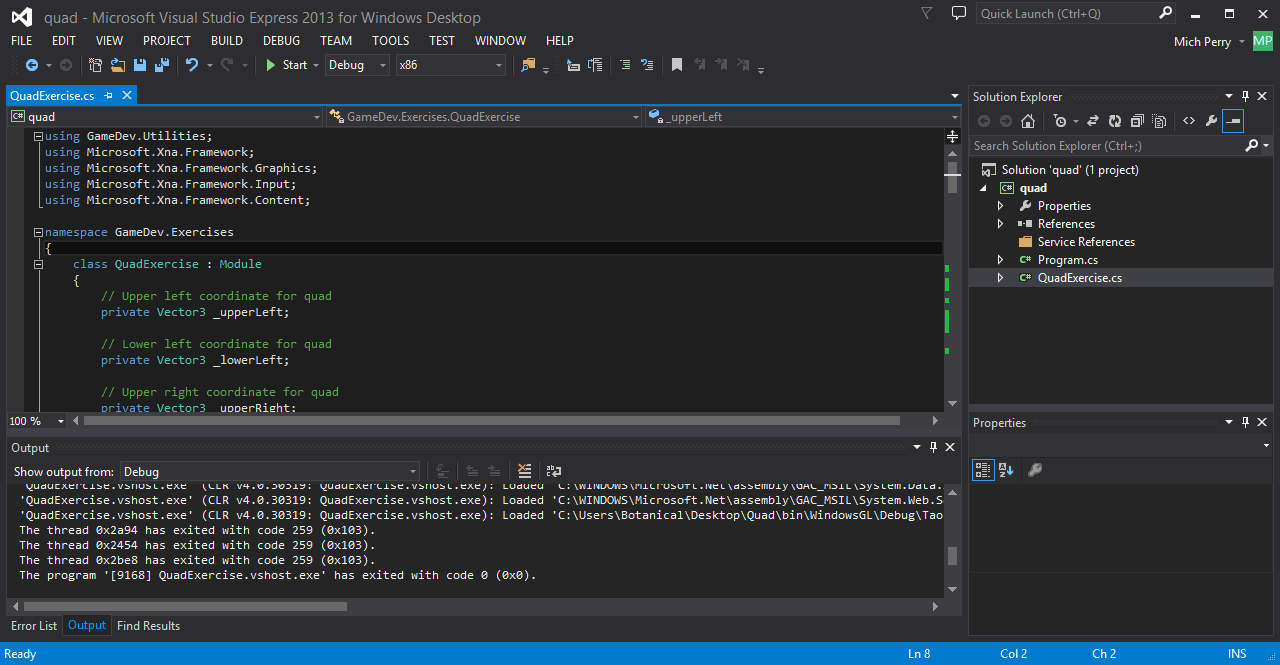 quad - Microsoft Visual Studio Express 2013 for Windows Desktop
Quick Launch (Ctrl+Q)
FILE EDIT VIEW PROJECT BUILD DEBUG TEAM TOOLS TEST WINDOW HELP
Mich Perry MP
Start Debug x86
QuadExercise.cs
C# quad GameDev.Exercises.QuadExercise _upperLeft
using GameDev.Utilities;
using Microsoft.Xna.Framework;
using Microsoft.Xna.Framework.Graphics;
using Microsoft.Xna.Framework.Input;
using Microsoft.Xna.Framework.Content;
namespace GameDev.Exercises
{
class QuadExercise : Module
{
// Upper left coordinate for quad
private Vector3 _upperLeft;
// Lower left coordinate for quad
private Vector3 _lowerLeft;
// Upper right coordinate for quad
private Vector3 _upperRight;
100 %
Output
Show output from: Debug
'QuadExercise.vshost.exe' (CLR v4.0.30319: QuadExercise.vshost.exe): Loaded 'C:\WINDOWS\Microsoft.Net\assembly\GAC_MSIL\System.Data.
'QuadExercise.vshost.exe' (CLR v4.0.30319: QuadExercise.vshost.exe): Loaded 'C:\WINDOWS\Microsoft.Net\assembly\GAC_MSIL\System.Web.S
'QuadExercise.vshost.exe' (CLR v4.0.30319: QuadExercise.vshost.exe): Loaded 'C:\Users\Botanical\Desktop\Quad\bin\WindowsGL\Debug\Tao
The thread 0x2a94 has exited with code 259 (0x103).
The thread 0x2454 has exited with code 259 (0x103).
The thread 0x2be8 has exited with code 259 (0x103).
The program '[9168] QuadExercise.vshost.exe' has exited with code 0 (0x0).
Error List Output Find Results
Solution Explorer
Search Solution Explorer (Ctrl+;)
Solution 'quad' (1 project)
C# quad
Properties
References
Service References
C# Program.cs
C# QuadExercise.cs
Properties
Ready Ln 8 Col 2 Ch 2 INS